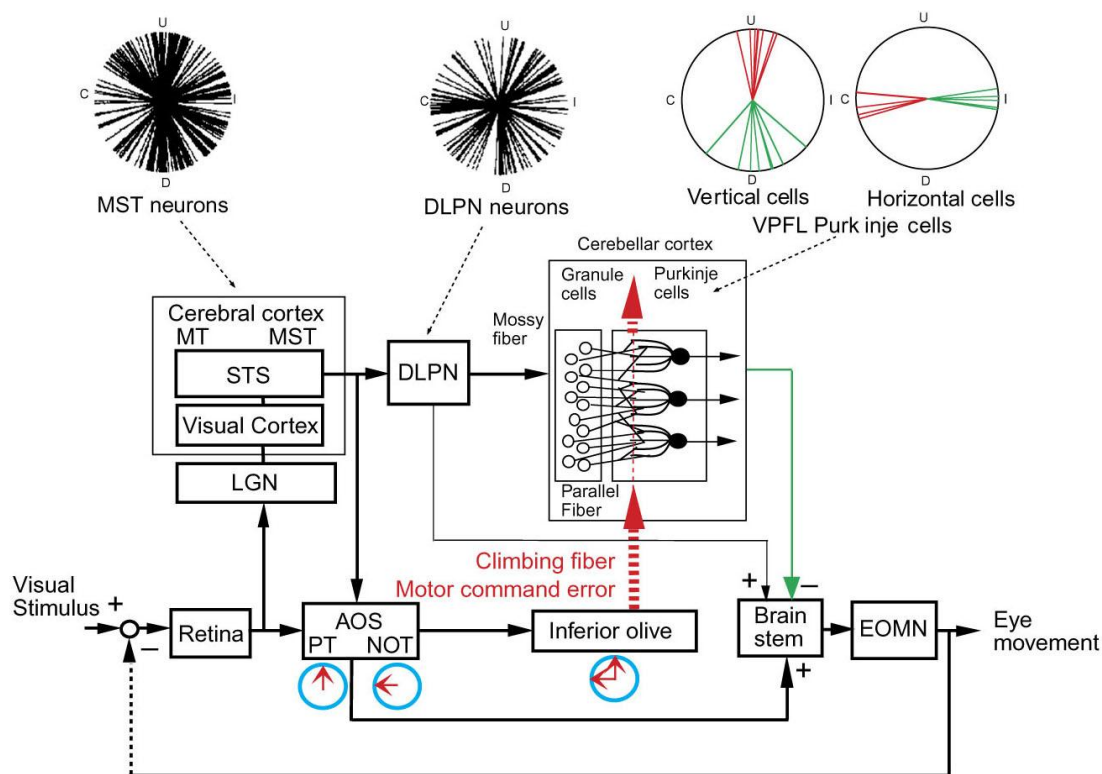 U
C
I
D
MST neurons
U
C
I
D
DLPN neurons
U
C
I
D
Vertical cells
U
C
I
D
Horizontal cells
VPFL Purk inje cells
Cerebellar cortex
Granule
cells
Purkinje
cells
Mossy
fiber
Cerebral cortex
MT
MST
STS
Visual Cortex
DLPN
LGN
Parallel
Fiber
Climbing fiber
Motor command error
Visual
Stimulus
+
−
Retina
AOS
PT
NOT
Inferior olive
+
−
Brain
stem
+
EOMN
Eye
movement